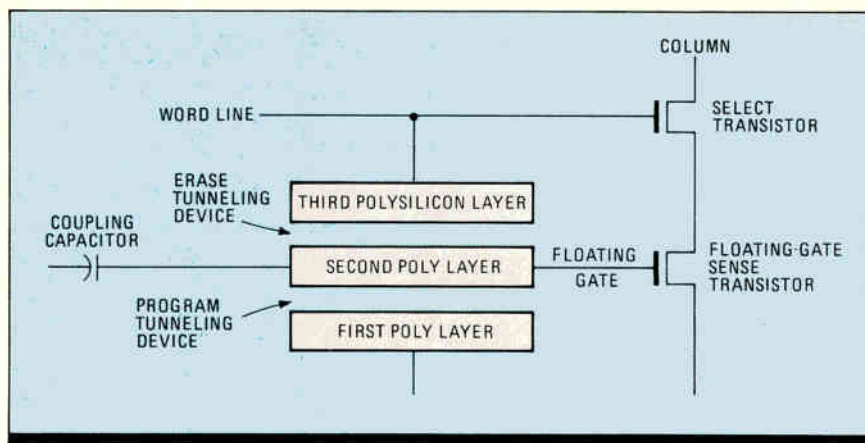 COLUMN
WORD LINE
SELECT
TRANSISTOR
ERASE
TUNNELING
DEVICE
THIRD POLYSILICON LAYER
COUPLING
CAPACITOR
SECOND POLY LAYER
FLOATING
GATE
FLOATING-GATE
SENSE
TRANSISTOR
PROGRAM
TUNNELING
DEVICE
FIRST POLY LAYER